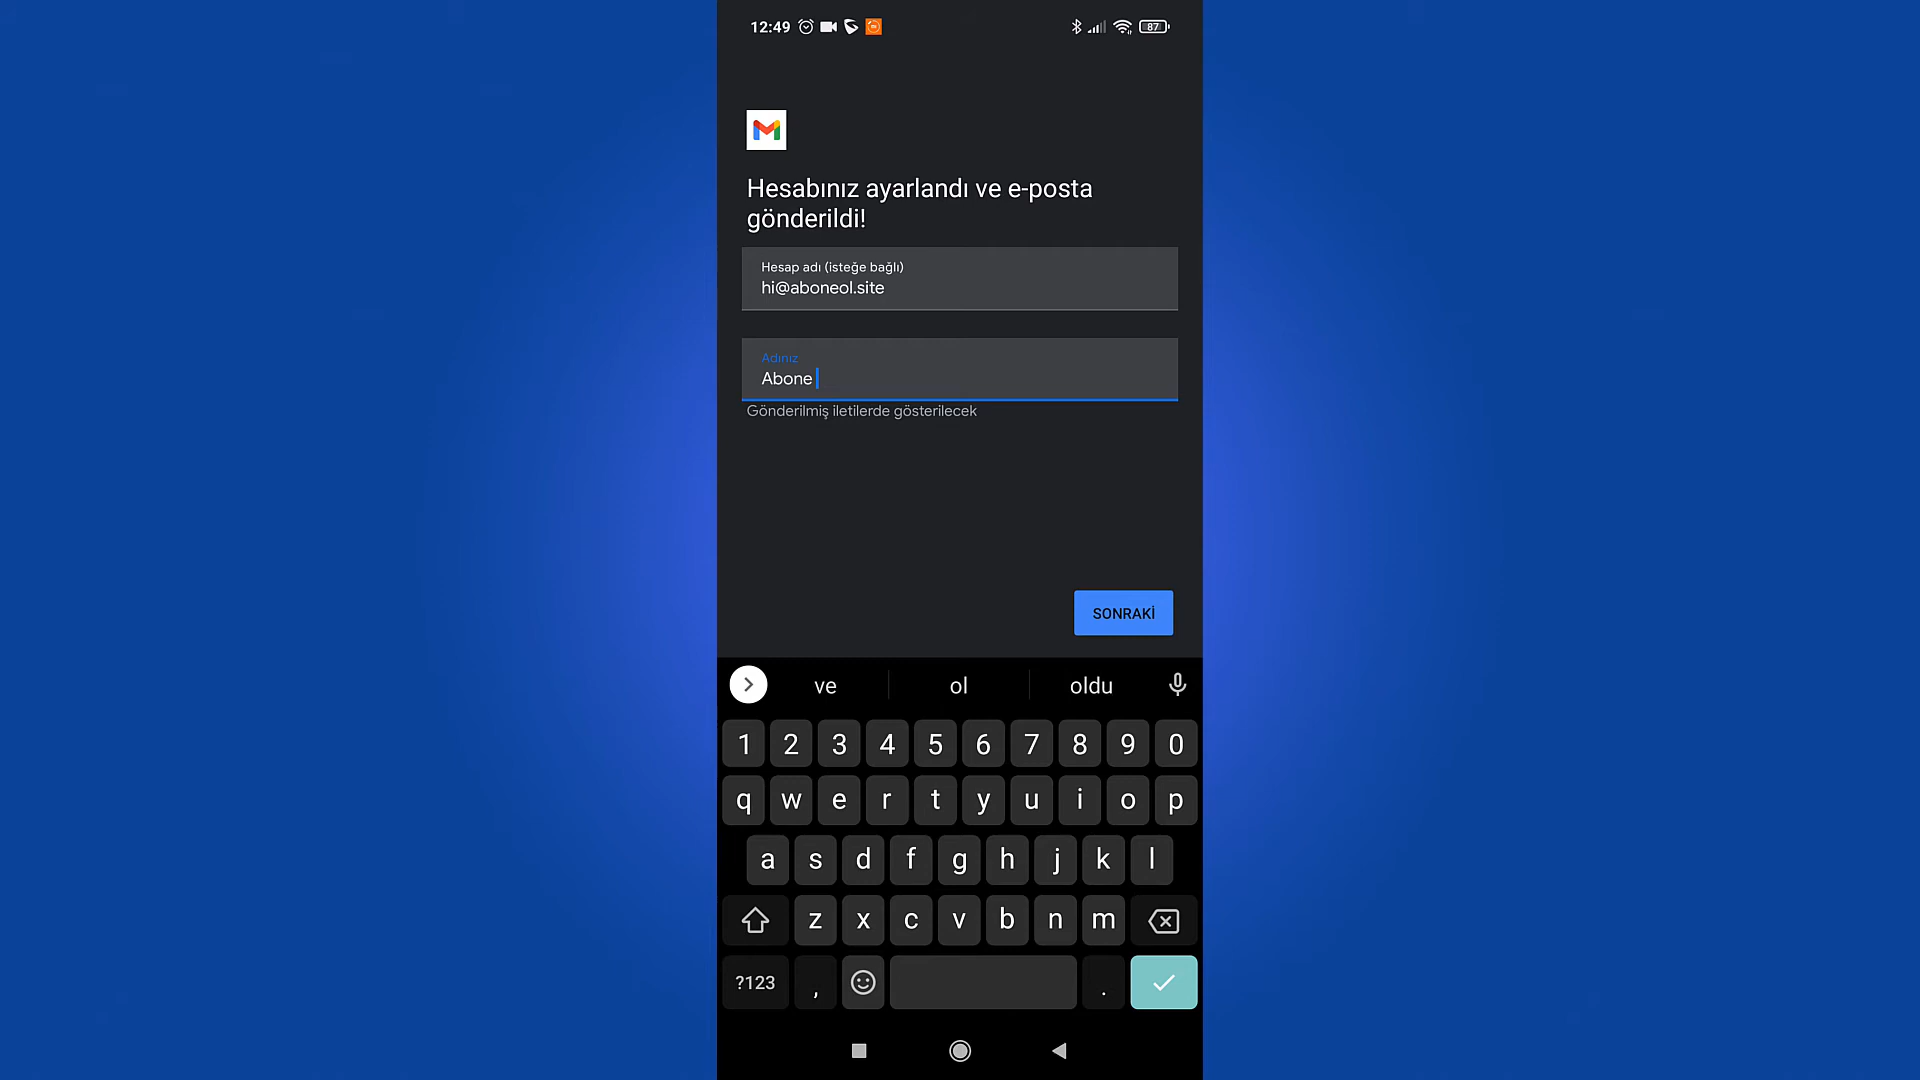 12:49
87
Hesabınız ayarlandı ve e-posta
gönderildi!
Hesap adı (isteğe bağlı)
hi@aboneol.site
Adınız
Abone
Gönderilmiş iletilerde gösterilecek
SONRAKİ
ve ol oldu
1 2 3 4 5 6 7 8 9 0
q w e r t y u i o p
a s d f g h j k l
z x c v b n m
?123 , .